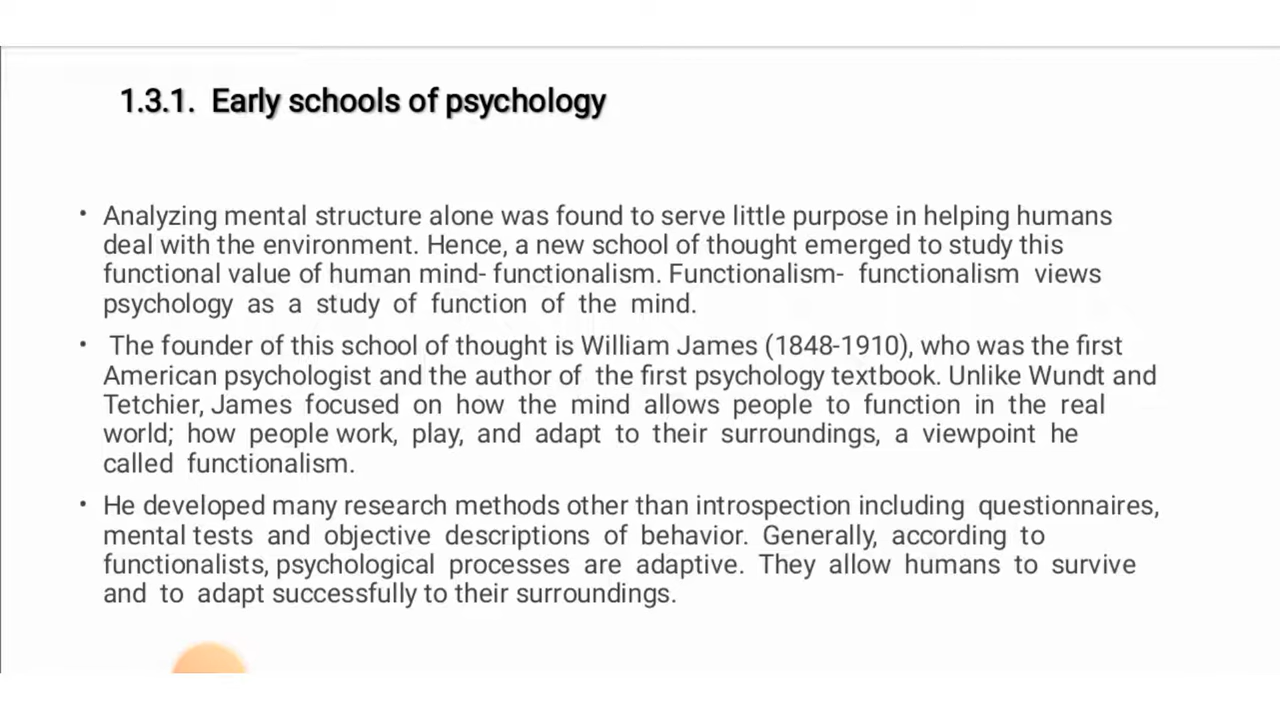 1.3.1. Early schools of psychology
• Analyzing mental structure alone was found to serve little purpose in helping humans
deal with the environment. Hence, a new school of thought emerged to study this
functional value of human mind- functionalism. Functionalism- functionalism views
psychology as a study of function of the mind.
• The founder of this school of thought is William James (1848-1910), who was the first
American psychologist and the author of the first psychology textbook. Unlike Wundt and
Tetchier, James focused on how the mind allows people to function in the real
world; how people work, play, and adapt to their surroundings, a viewpoint he
called functionalism.
• He developed many research methods other than introspection including questionnaires,
mental tests and objective descriptions of behavior. Generally, according to
functionalists, psychological processes are adaptive. They allow humans to survive
and to adapt successfully to their surroundings.